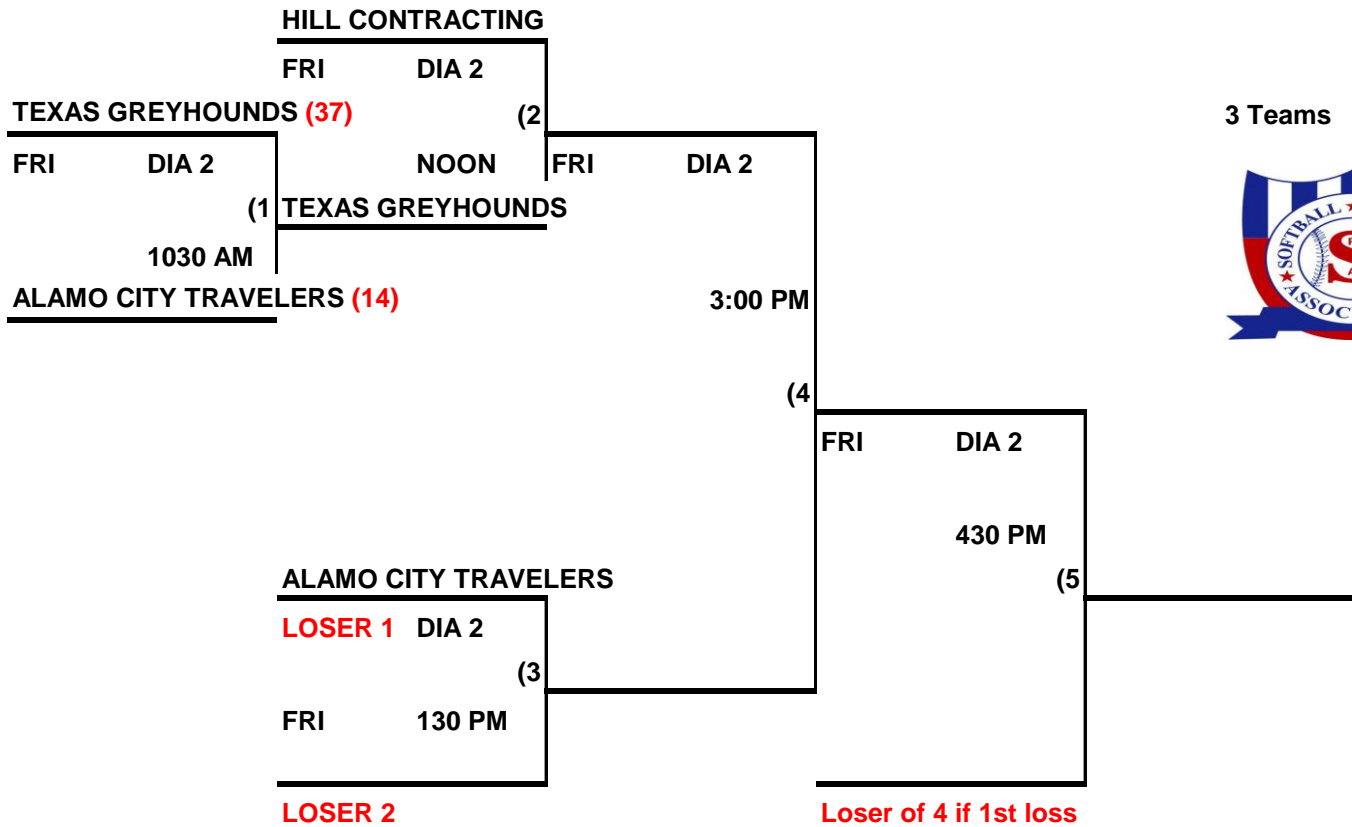 HILL CONTRACTING
FRI DIA 2
TEXAS GREYHOUNDS (37)
(2
3 Teams
FRI DIA 2
NOON
FRI DIA 2
(1
TEXAS GREYHOUNDS
1030 AM
ALAMO CITY TRAVELERS (14)
3:00 PM
SOFTBALL
(4
FRI DIA 2
430 PM
ALAMO CITY TRAVELERS
(5
LOSER 1 DIA 2
(3
FRI 130 PM
LOSER 2
Loser of 4 if 1st loss